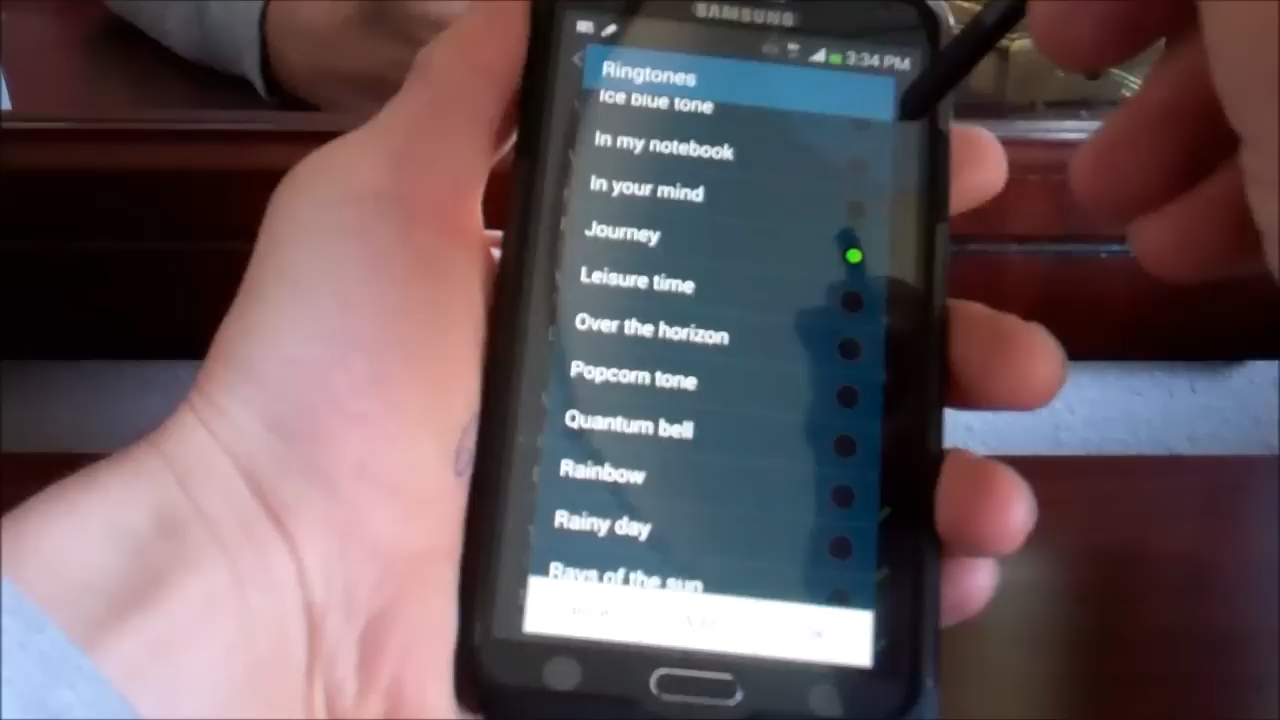 SAMSUNG
3:34 PM
Ringtones
Ice blue tone
In my notebook
In your mind
Journey
Leisure time
Over the horizon
Popcorn tone
Quantum bell
Rainbow
Rainy day
Rays of the sun